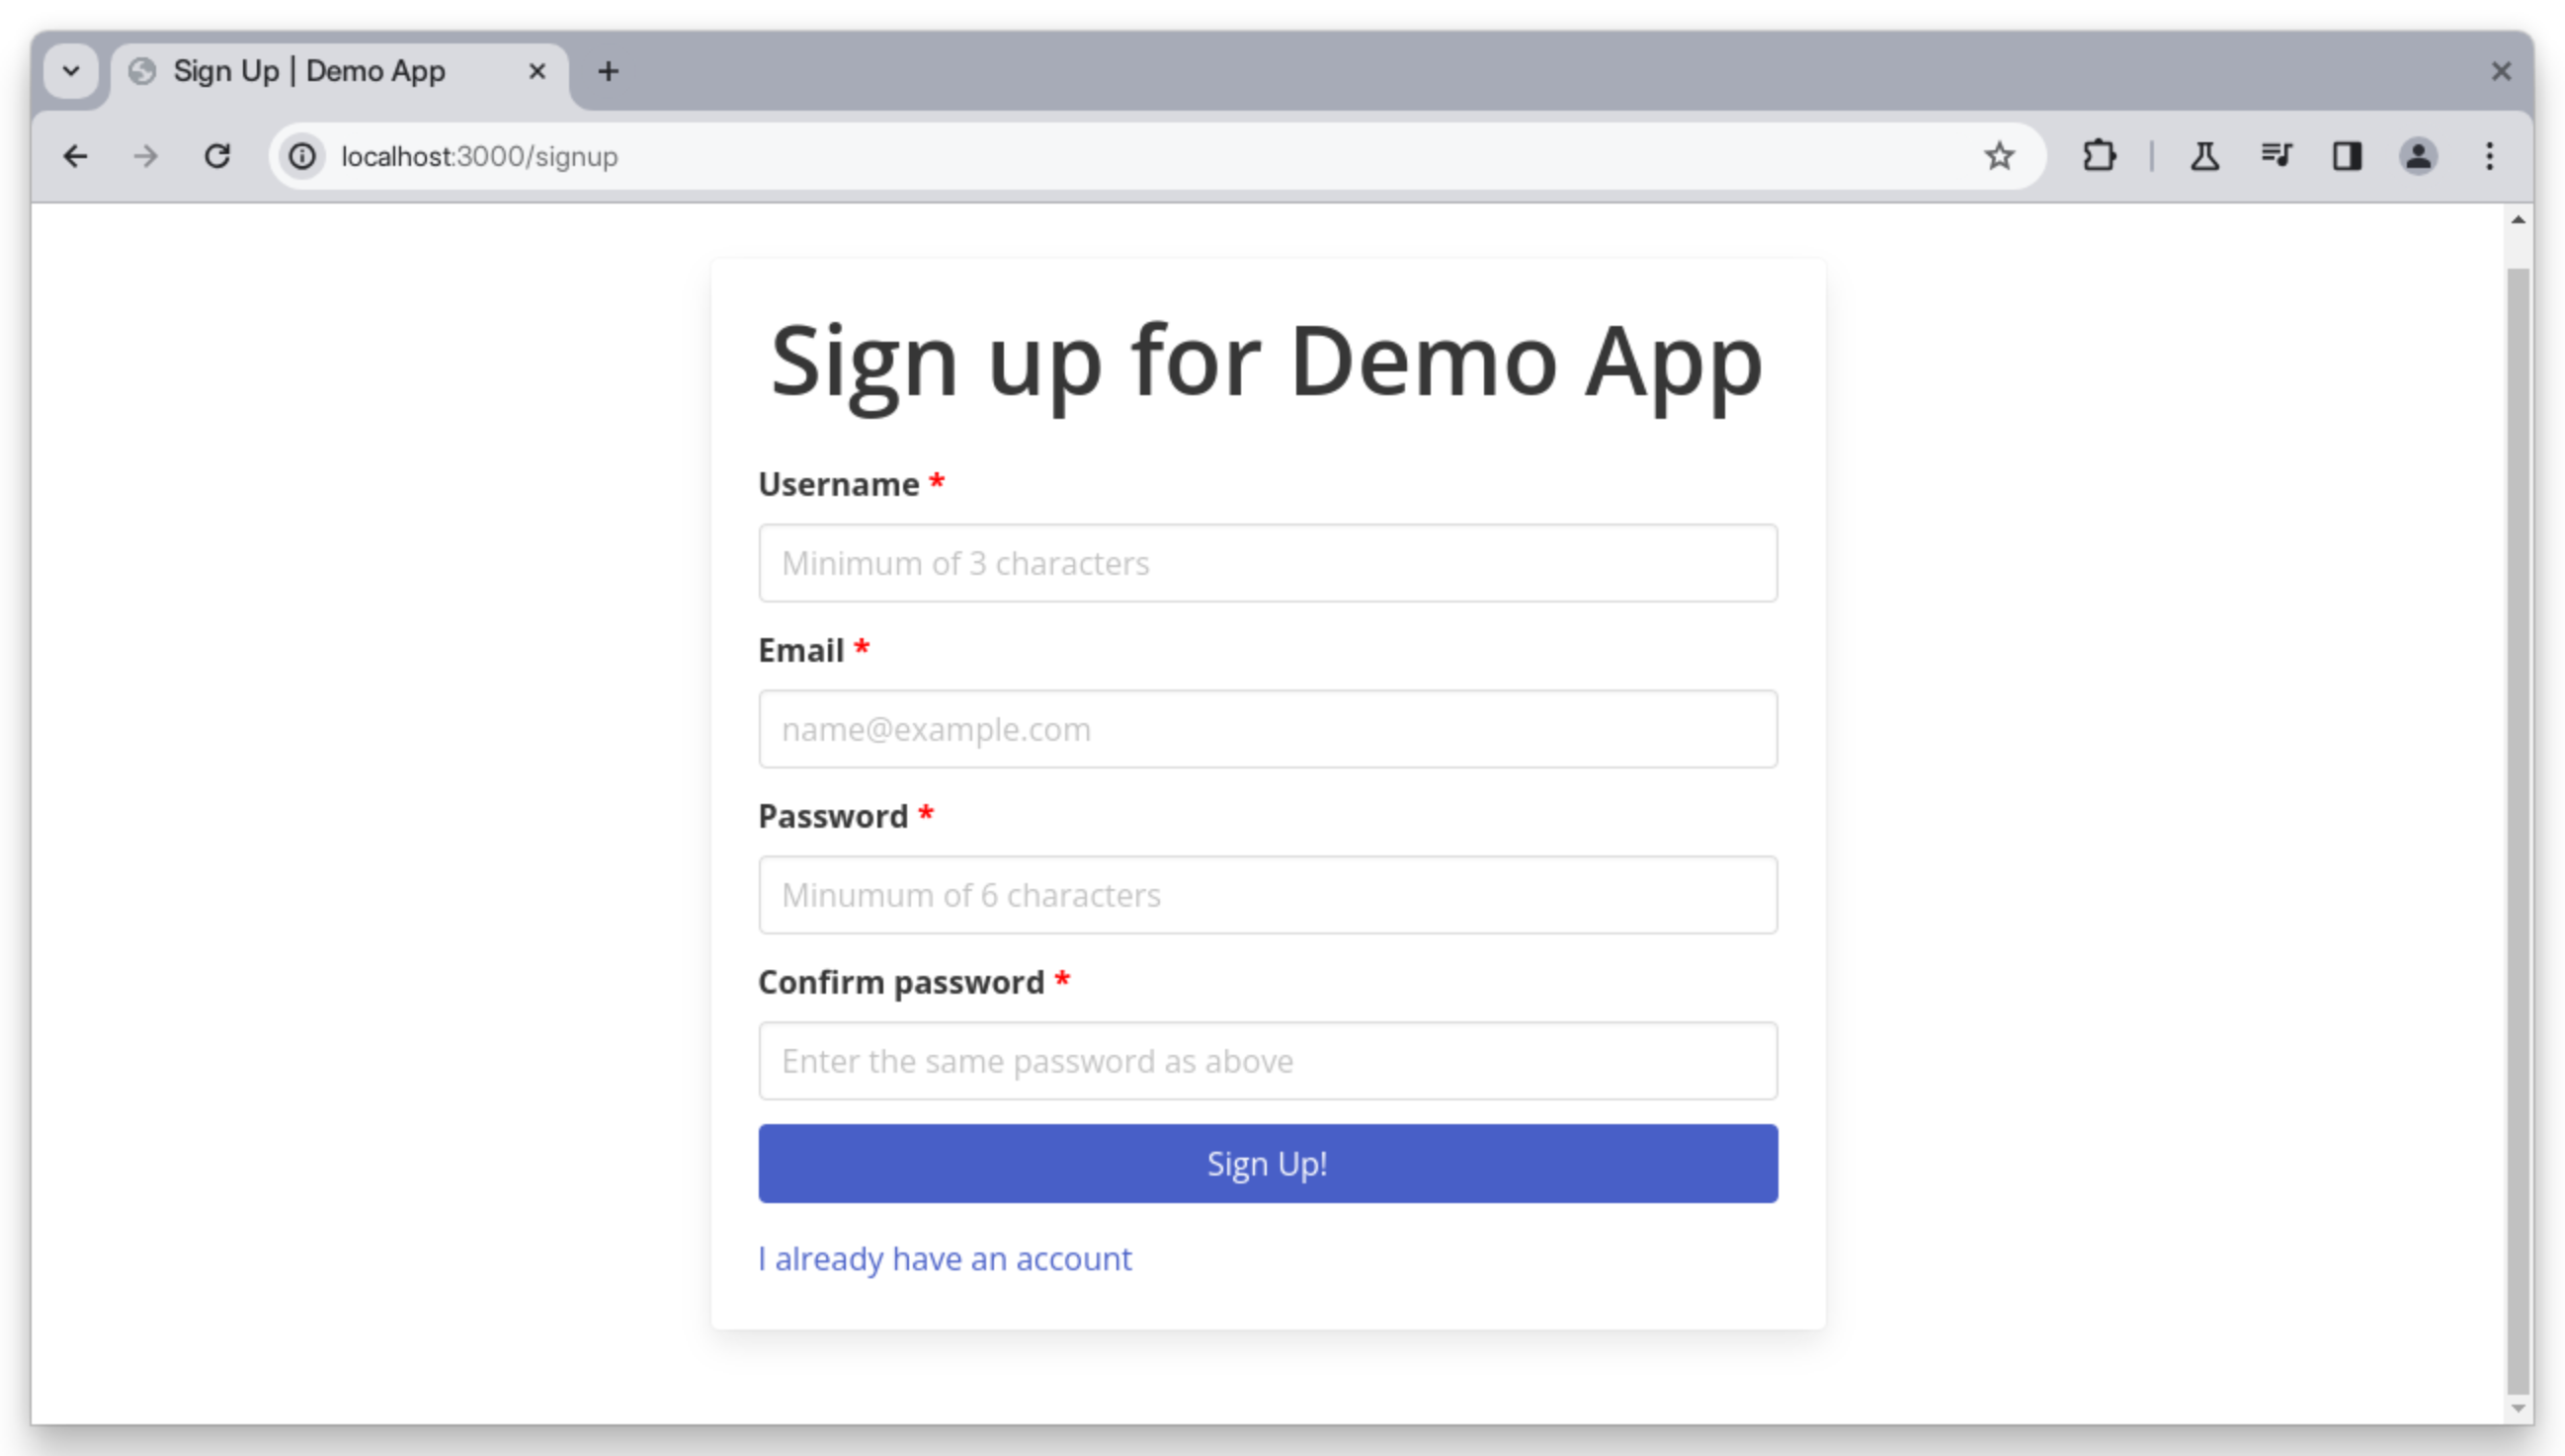 Sign Up | Demo App
localhost:3000/signup
Sign up for Demo App
Username *
Minimum of 3 characters
Email *
name@example.com
Password *
Minumum of 6 characters
Confirm password *
Enter the same password as above
Sign Up!
I already have an account